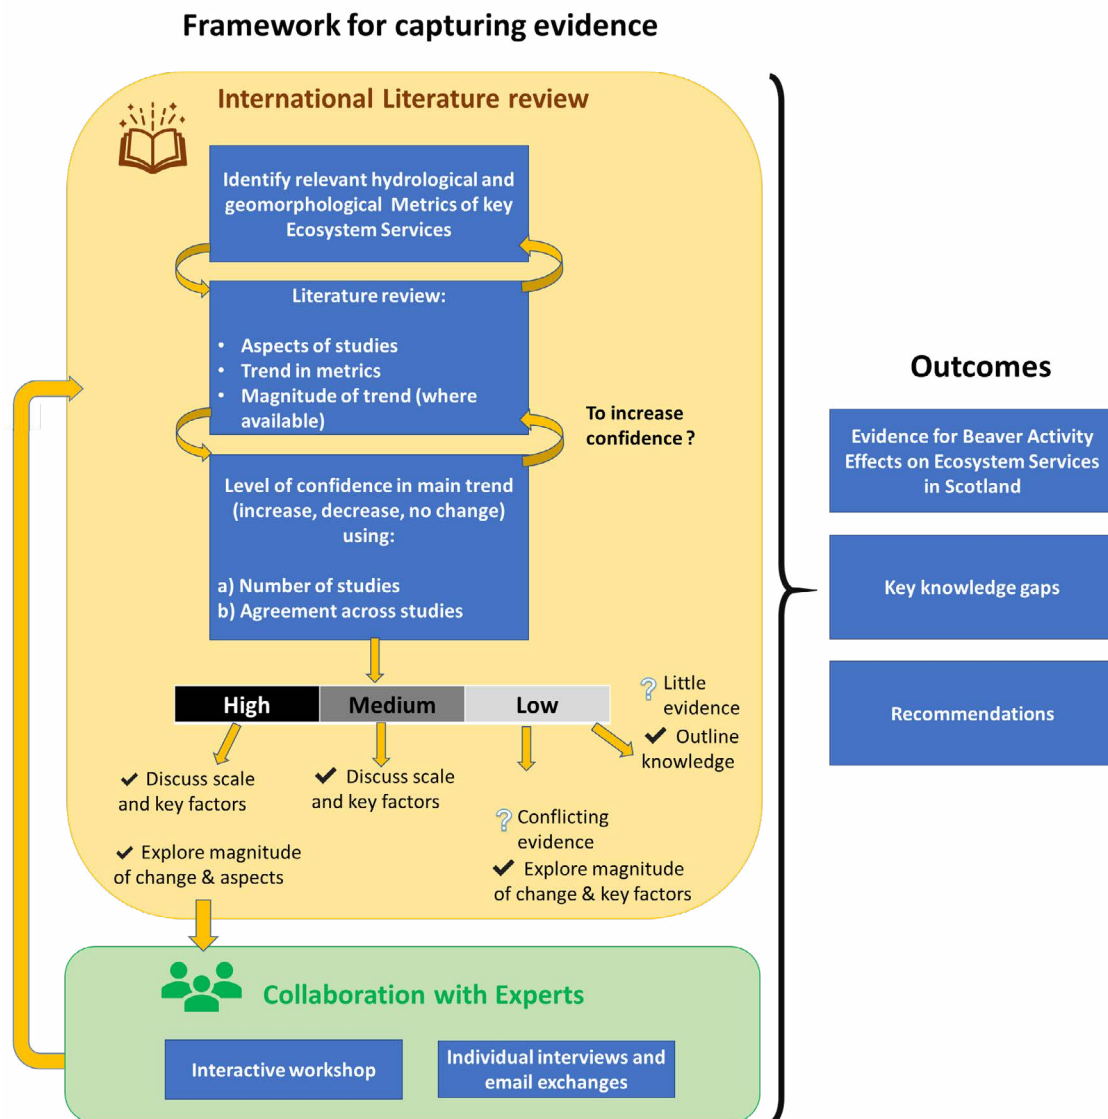 Framework for capturing evidence
International Literature review
Identify relevant hydrological and
geomorphological Metrics of key
Ecosystem Services
Literature review:
• Aspects of studies
• Trend in metrics
• Magnitude of trend (where
available)
To increase
confidence ?
Level of confidence in main trend
(increase, decrease, no change)
using:
a) Number of studies
b) Agreement across studies
High
Medium
Low
? Little
evidence
✓ Outline
knowledge
✓ Discuss scale
and key factors
✓ Explore magnitude
of change & aspects
✓ Discuss scale
and key factors
? Conflicting
evidence
✓ Explore magnitude
of change & key factors
Collaboration with Experts
Interactive workshop
Individual interviews and
email exchanges
Outcomes
Evidence for Beaver Activity
Effects on Ecosystem Services
in Scotland
Key knowledge gaps
Recommendations